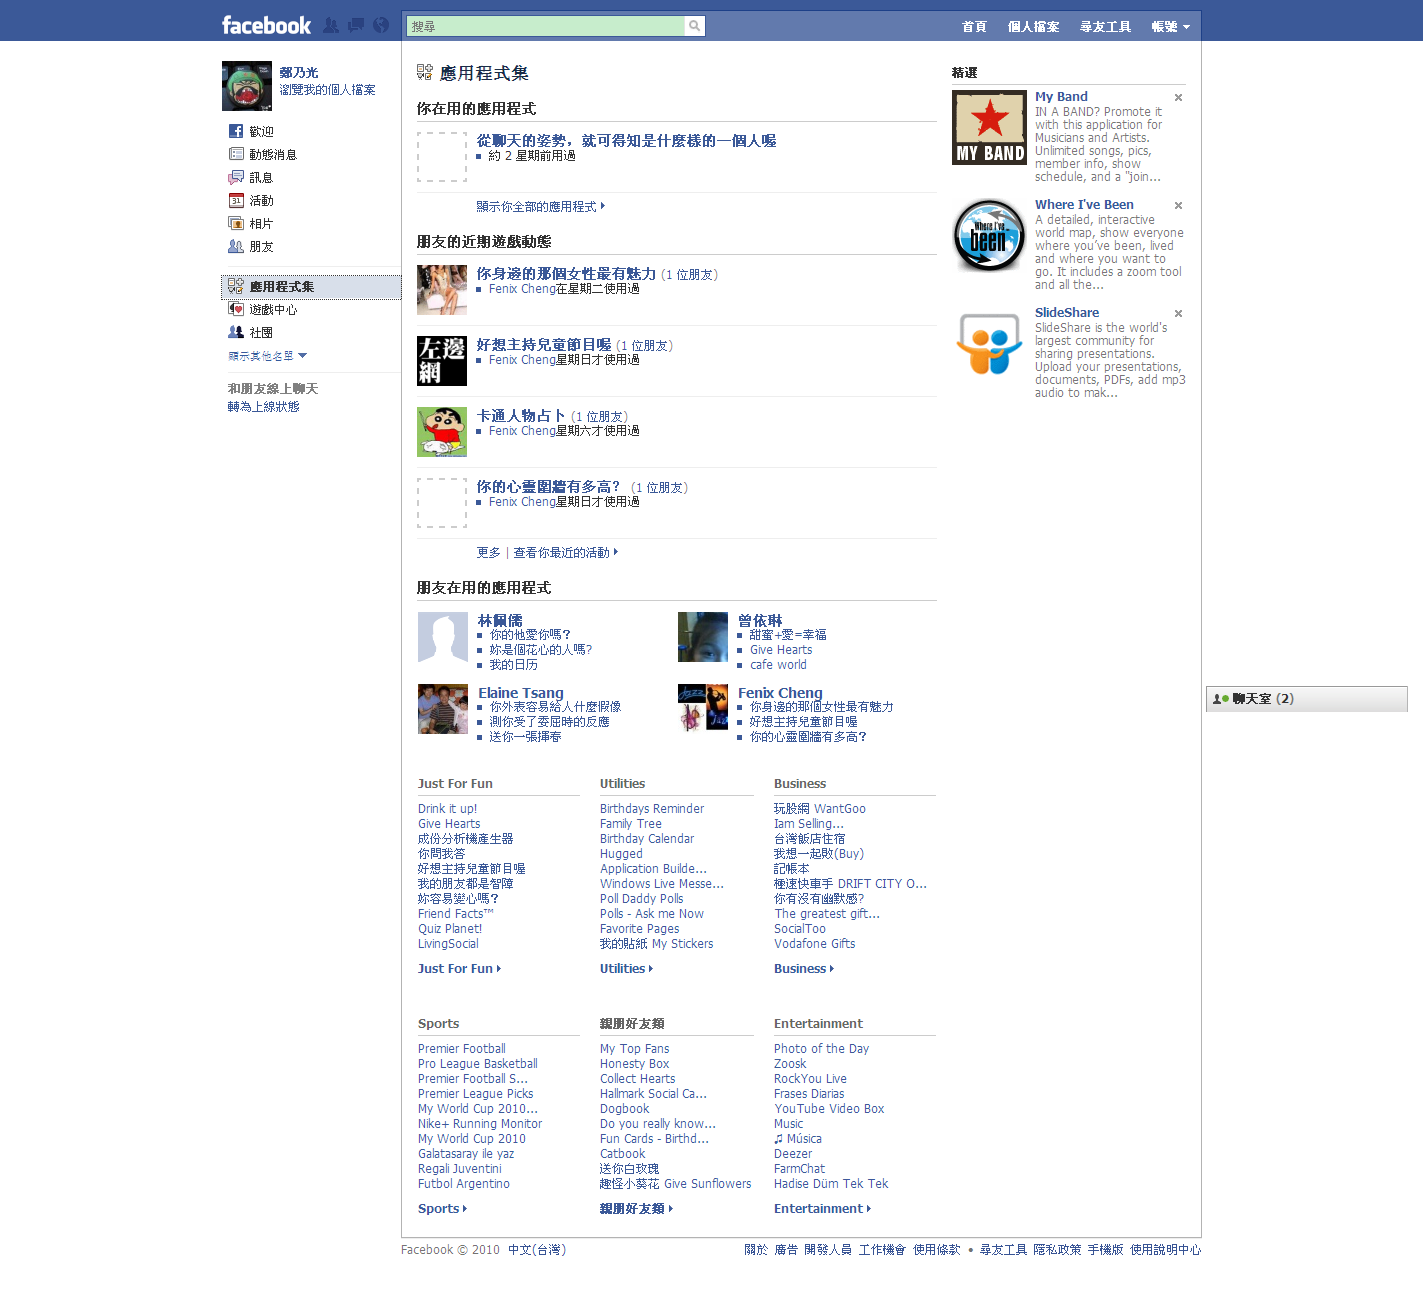 facebook
搜尋
首頁 個人檔案 尋友工具 帳號
鄭乃光
瀏覽我的個人檔案
歡迎
動態消息
訊息
31 活動
相片
朋友
應用程式集
遊戲中心
社團
顯示其他名單
和朋友線上聊天
轉為上線狀態
應用程式集
你在用的應用程式
從聊天的姿勢，就可得知是什麼樣的一個人喔
約 2 星期前用過
顯示你全部的應用程式
朋友的近期遊戲動態
你身邊的那個女性最有魅力 (1 位朋友)
Fenix Cheng在星期二使用過
左邊網
好想主持兒童節目喔 (1 位朋友)
Fenix Cheng星期日才使用過
卡通人物占卜 (1 位朋友)
Fenix Cheng星期六才使用過
你的心靈圍牆有多高？ (1 位朋友)
Fenix Cheng星期日才使用過
更多 | 查看你最近的活動
朋友在用的應用程式
林佩儒
你的他愛你嗎？
妳是個花心的人嗎?
我的日历
曾依琳
甜蜜+愛=幸福
Give Hearts
cafe world
Elaine Tsang
你外表容易給人什麼假像
測你受了委屈時的反應
送你一張揮春
Fenix Cheng
你身邊的那個女性最有魅力
好想主持兒童節目喔
你的心靈圍牆有多高？
Just For Fun
Drink it up!
Give Hearts
成份分析機產生器
你問我答
好想主持兒童節目喔
我的朋友都是智障
妳容易變心嗎？
Friend Facts™
Quiz Planet!
LivingSocial
Just For Fun
Utilities
Birthdays Reminder
Family Tree
Birthday Calendar
Hugged
Application Builde...
Windows Live Messe...
Poll Daddy Polls
Polls - Ask me Now
Favorite Pages
我的貼紙 My Stickers
Utilities
Business
玩股網 WantGoo
Iam Selling...
台灣飯店住宿
我想一起敗(Buy)
記帳本
極速快車手 DRIFT CITY O...
你有沒有幽默感?
The greatest gift...
SocialToo
Vodafone Gifts
Business
Sports
Premier Football
Pro League Basketball
Premier Football S...
Premier League Picks
My World Cup 2010...
Nike+ Running Monitor
My World Cup 2010
Galatasaray ile yaz
Regali Juventini
Futbol Argentino
Sports
親朋好友類
My Top Fans
Honesty Box
Collect Hearts
Hallmark Social Ca...
Dogbook
Do you really know...
Fun Cards - Birthd...
Catbook
送你白玫瑰
趣怪小葵花 Give Sunflowers
親朋好友類
Entertainment
Photo of the Day
Zoosk
RockYou Live
Frases Diarias
YouTube Video Box
Music
♫ Música
Deezer
FarmChat
Hadise Düm Tek Tek
Entertainment
精選
MY BAND
My Band
IN A BAND? Promote it
with this application for
Musicians and Artists.
Unlimited songs, pics,
member info, show
schedule, and a "join...
Where I've been
Where I've Been
A detailed, interactive
world map, show everyone
where you've been, lived
and where you want to
go. It includes a zoom tool
and all the...
SlideShare
SlideShare is the world's
largest community for
sharing presentations.
Upload your presentations,
documents, PDFs, add mp3
audio to mak...
聊天室 (2)
Facebook © 2010 中文(台灣)
關於 廣告 開發人員 工作機會 使用條款 • 尋友工具 隱私政策 手機版 使用說明中心